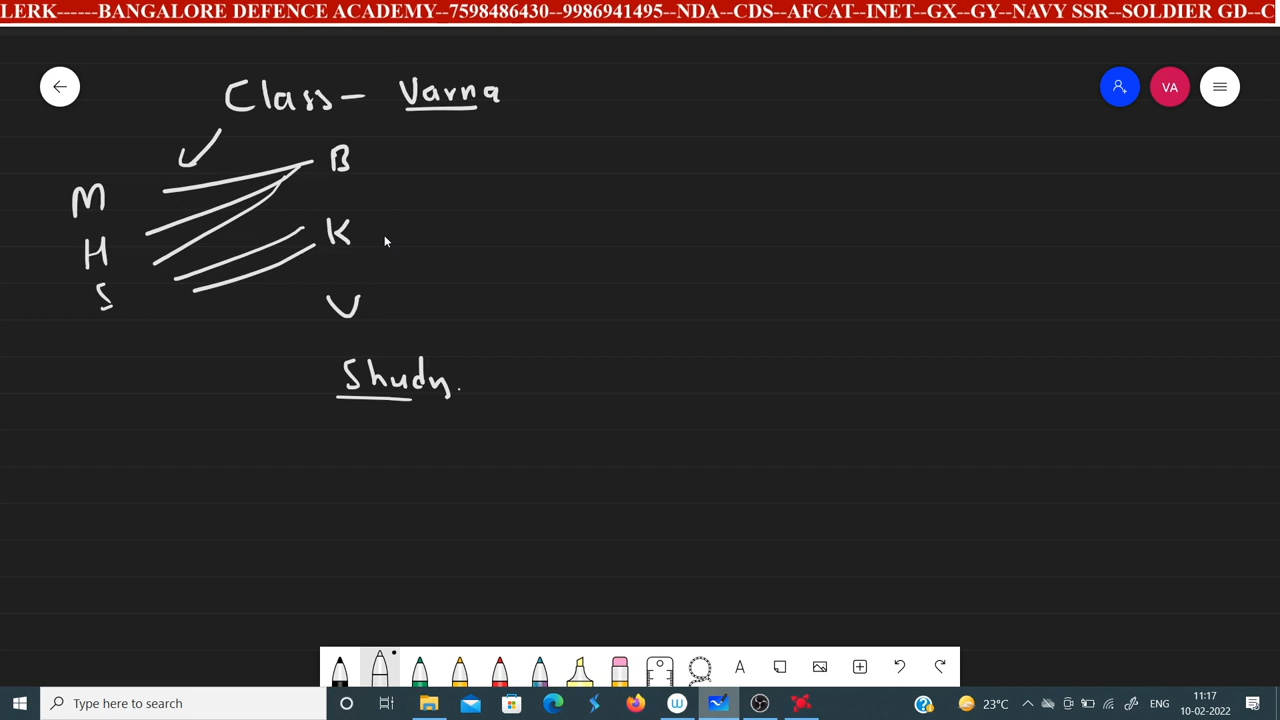 LERK------BANGALORE DEFENCE ACADEMY--7598486430--9986941495--NDA--CDS--AFCAT--INET--GX--GY--NAVY SSR--SOLDIER GD--C
Class - Varna
VA
B
M
K
H
S
V
Shudy.
A
Type here to search
W
23°C
ENG
11:17
10-02-2022